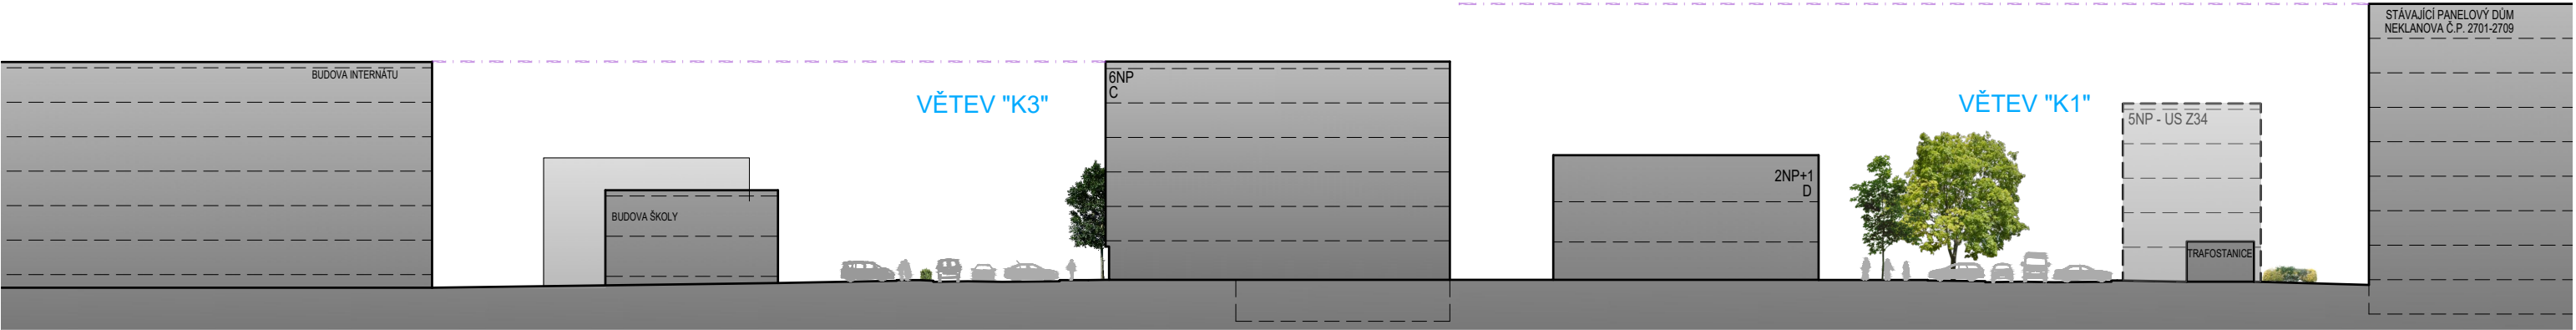 BUDOVA INTERNÁTU
BUDOVA ŠKOLY
VĚTEV "K3"
6NP
C
2NP+1
D
VĚTEV "K1"
5NP - US Z34
TRAFOSTANICE
STÁVAJÍCÍ PANELOVÝ DŮM
NEKLANOVA Č.P. 2701-2709